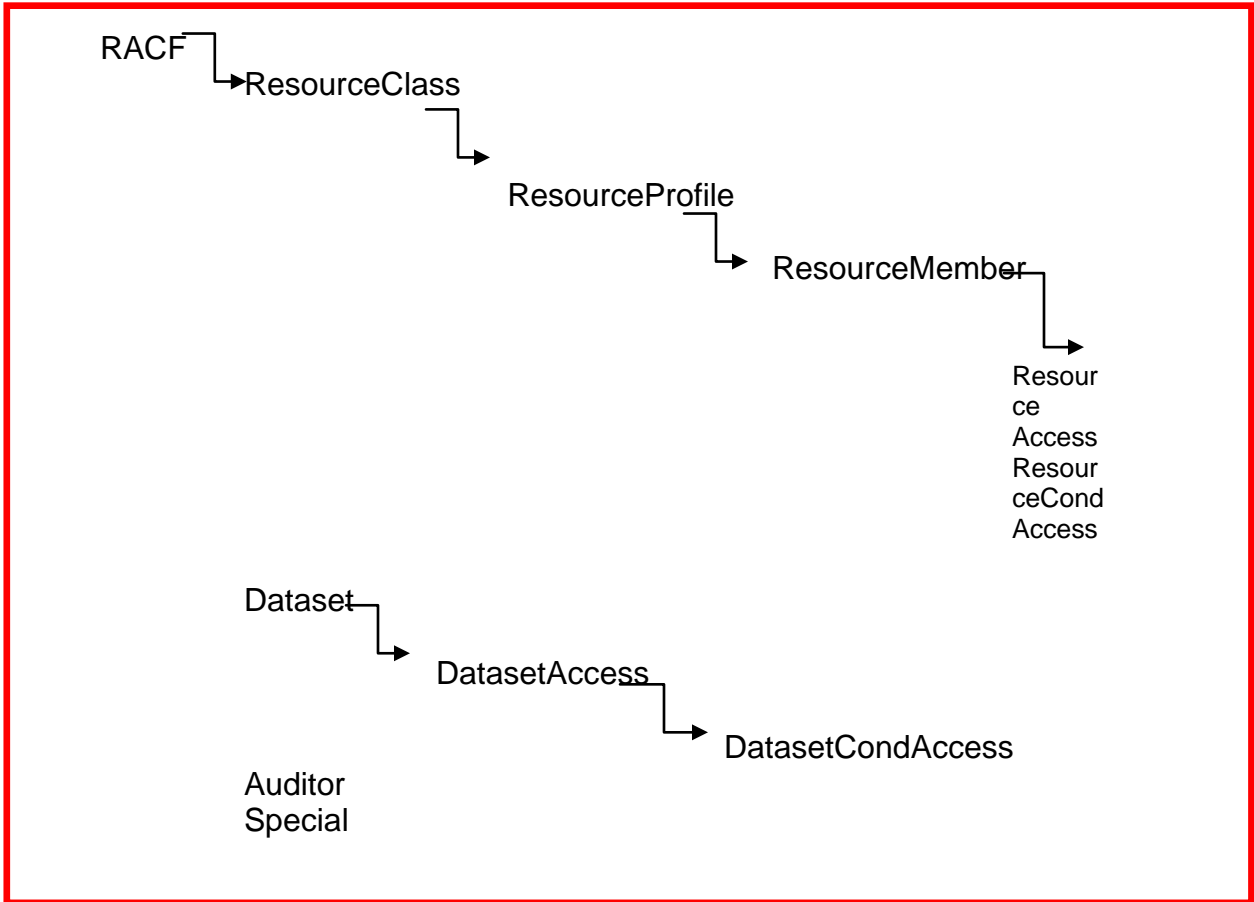 RACF
ResourceClass
ResourceProfile
ResourceMember
Resour
ce
Access
Resour
ceCond
Access
Dataset
DatasetAccess
DatasetCondAccess
Auditor
Special